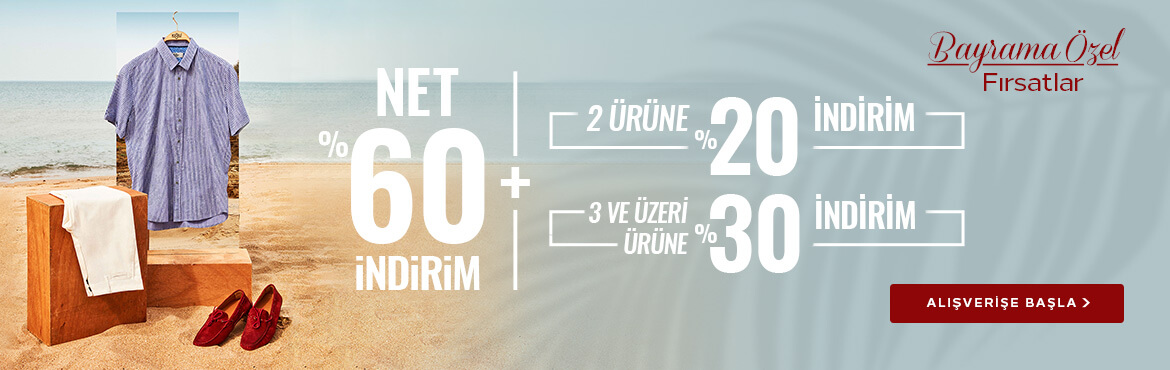 Bayrama Özel
Fırsatlar
NET
%60
İNDİRİM
+
2 ÜRÜNE %20 İNDİRİM
3 VE ÜZERİ
ÜRÜNE %30 İNDİRİM
ALIŞVERİŞE BAŞLA >